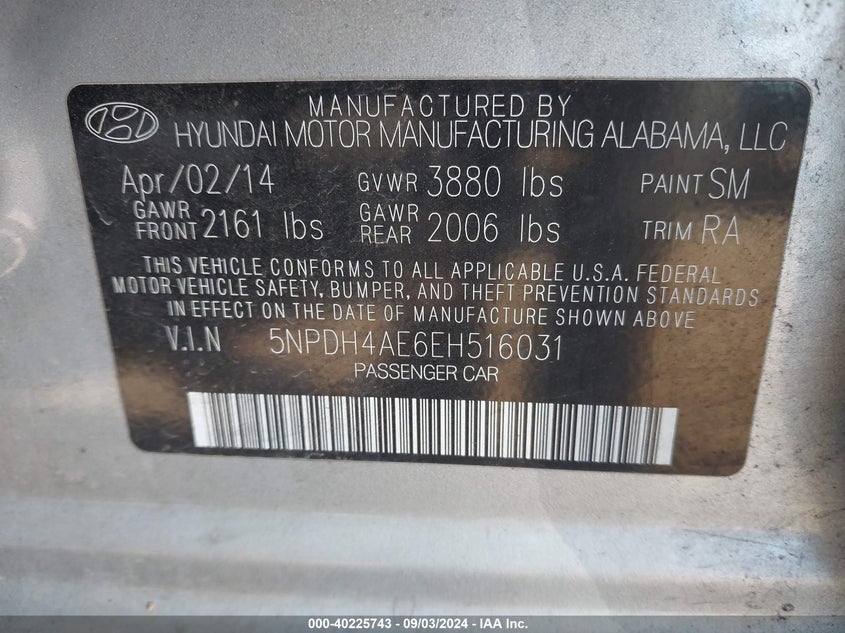 MANUFACTURED BY
HYUNDAI MOTOR MANUFACTURING ALABAMA, LLC
Apr/02/14 GVWR 3880 lbs PAINT SM
GAWR FRONT 2161 lbs GAWR REAR 2006 lbs TRIM RA
THIS VEHICLE CONFORMS TO ALL APPLICABLE U.S.A. FEDERAL
MOTOR VEHICLE SAFETY, BUMPER, AND THEFT PREVENTION STANDARDS
IN EFFECT ON THE DATE OF MANUFACTURE SHOWN ABOVE
V.I.N 5NPDH4AE6EH516031
PASSENGER CAR
000-40225743 - 09/03/2024 - IAA Inc.